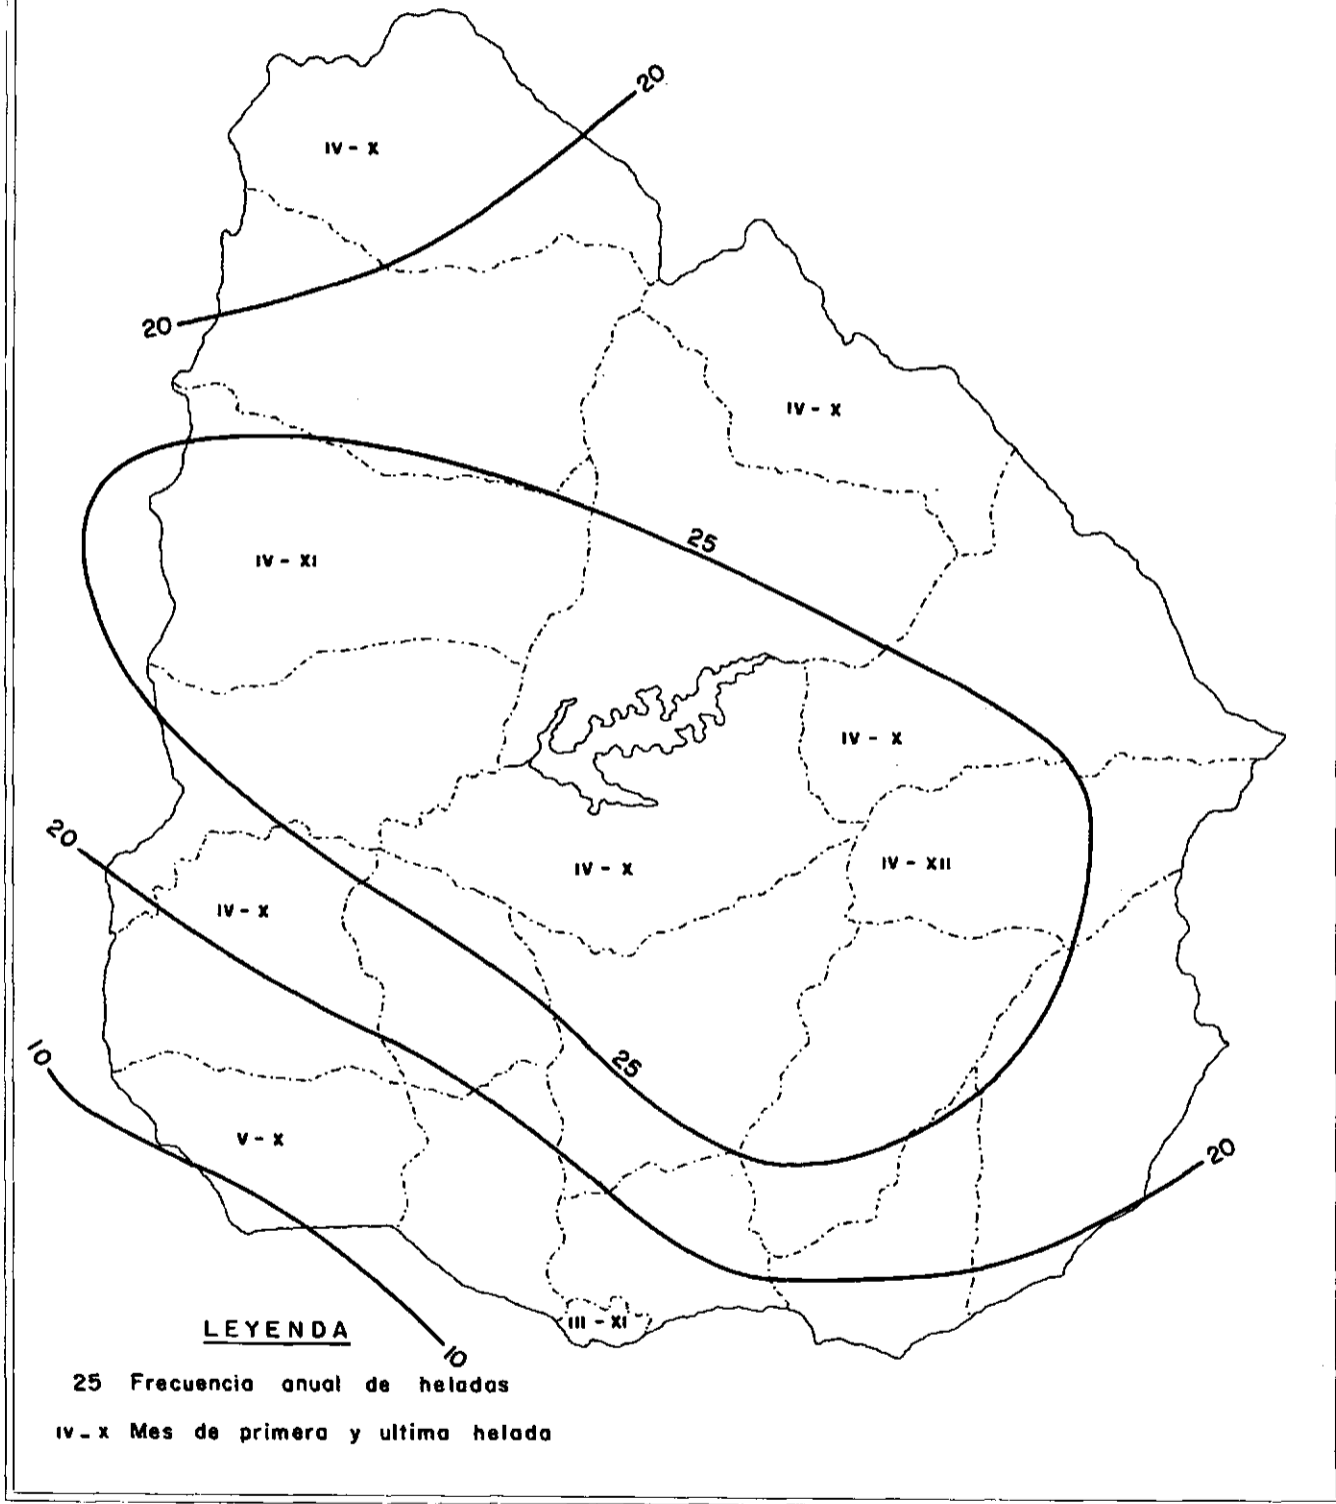 20
IV - X
20
IV - X
25
IV - XI
IV - X
20
IV - X
IV - XII
IV - X
10
25
V - X
20
III - XI
LEYENDA
10
25 Frecuencia anual de heladas
IV - X Mes de primera y ultima helada